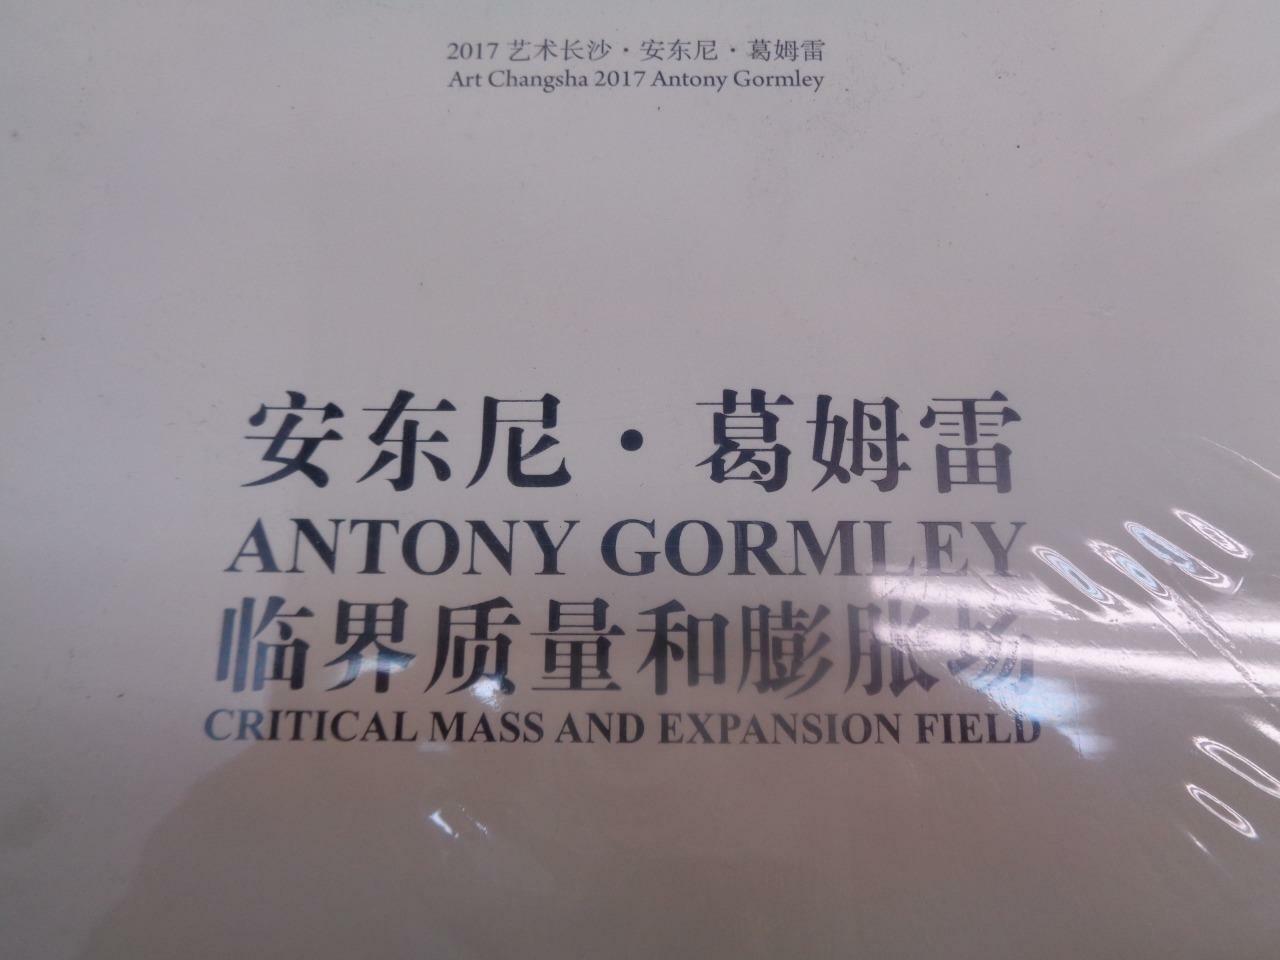 2017 艺术长沙·安东尼·葛姆雷
Art Changsha 2017 Antony Gormley
安东尼·葛姆雷
ANTONY GORMLEY
临界质量和膨胀场
CRITICAL MASS AND EXPANSION FIELD